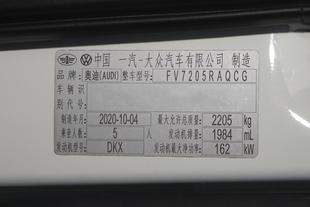 中国 一汽-大众汽车有限公司 制造
品牌 奥迪(AUDI) 整车型号 FV7205RAQCG
车辆识别代号
制造年月 2020-10-04 最大允许总质量 2205 kg
乘坐人数 5 人 发动机排量 1984 mL
发动机型号 DKX 发动机最大净功率 162 kW